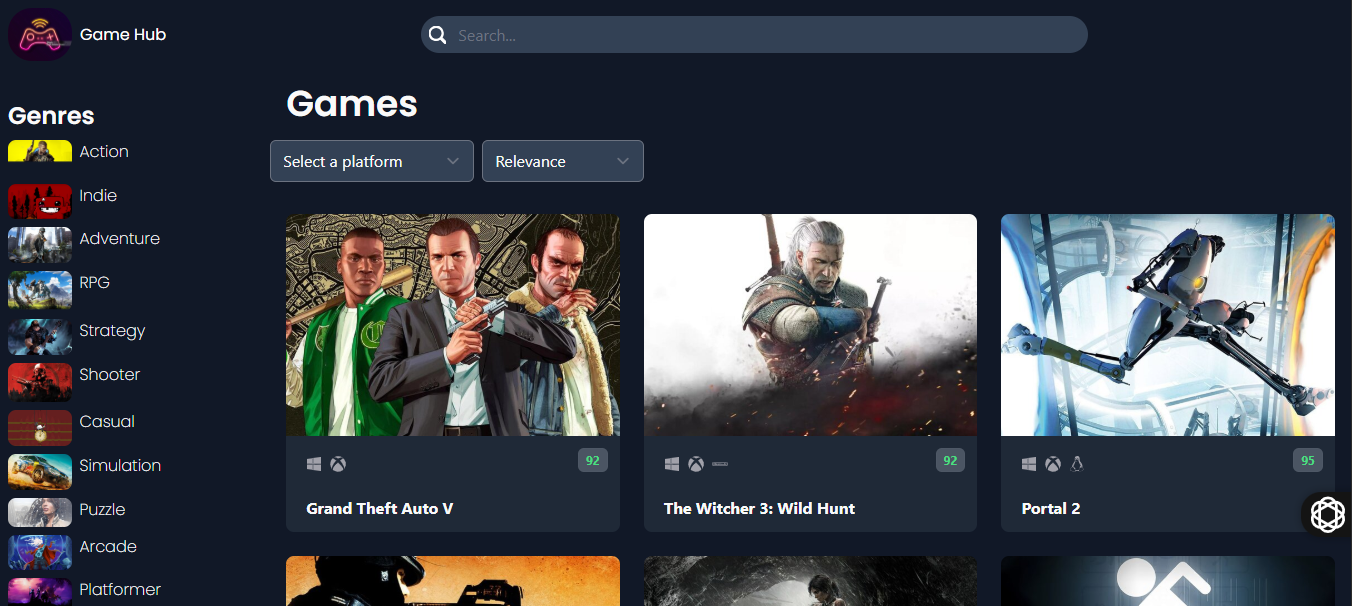 Game Hub
Search...
Genres
Action
Indie
Adventure
RPG
Strategy
Shooter
Casual
Simulation
Puzzle
Arcade
Platformer
Games
Select a platform
Relevance
92
Grand Theft Auto V
92
The Witcher 3: Wild Hunt
95
Portal 2